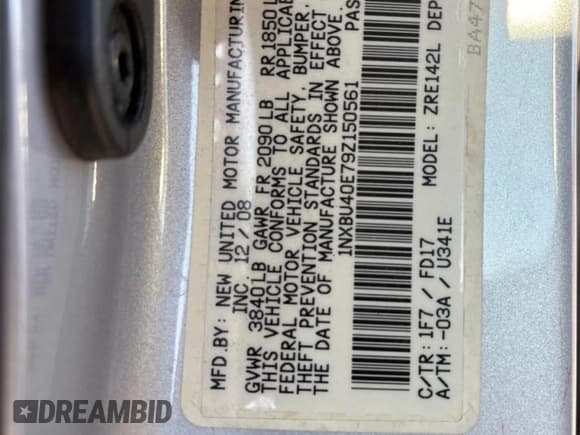 MFD.BY: NEW UNITED MOTOR MANUFACTURING
INC. 12/08
GVWR 3840LB GAWR FR 2090LB RR1850L
THIS VEHICLE CONFORMS TO ALL APPLICAB
FEDERAL MOTOR VEHICLE SAFETY, BUMPER,
THEFT PREVENTION STANDARDS IN EFFECT
THE DATE OF MANUFACTURE SHOWN ABOVE.
1NXBU40E79Z150561 PAS
C/TR: 1F7 / FD17 MODEL: ZRE142L DEP
A/TM: -03A / U341E
BA47
DREAMBID